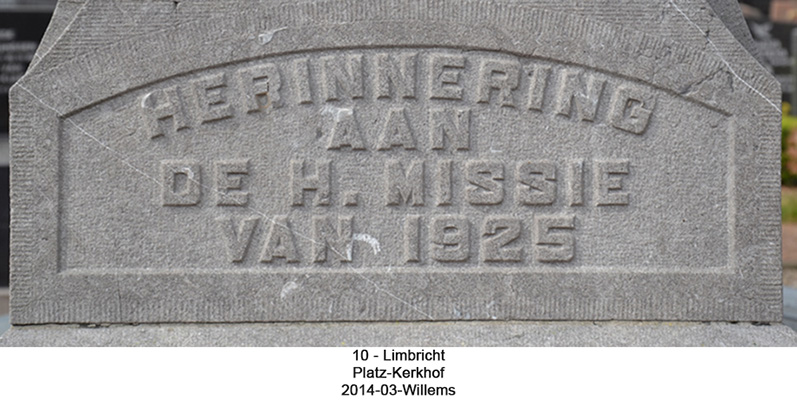 HERINNERING
AAN
DE H. MISSIE
VAN 1925
10 - Limbricht
Platz-Kerkhof
2014-03-Willems